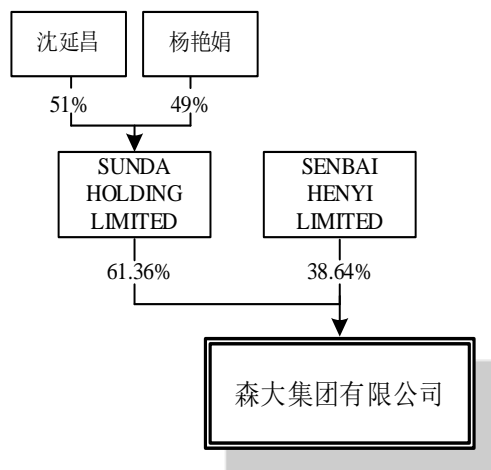 沈延昌
杨艳娟
51%
49%
SUNDA
HOLDING
LIMITED
SENBAI
HENYI
LIMITED
61.36%
38.64%
森大集团有限公司